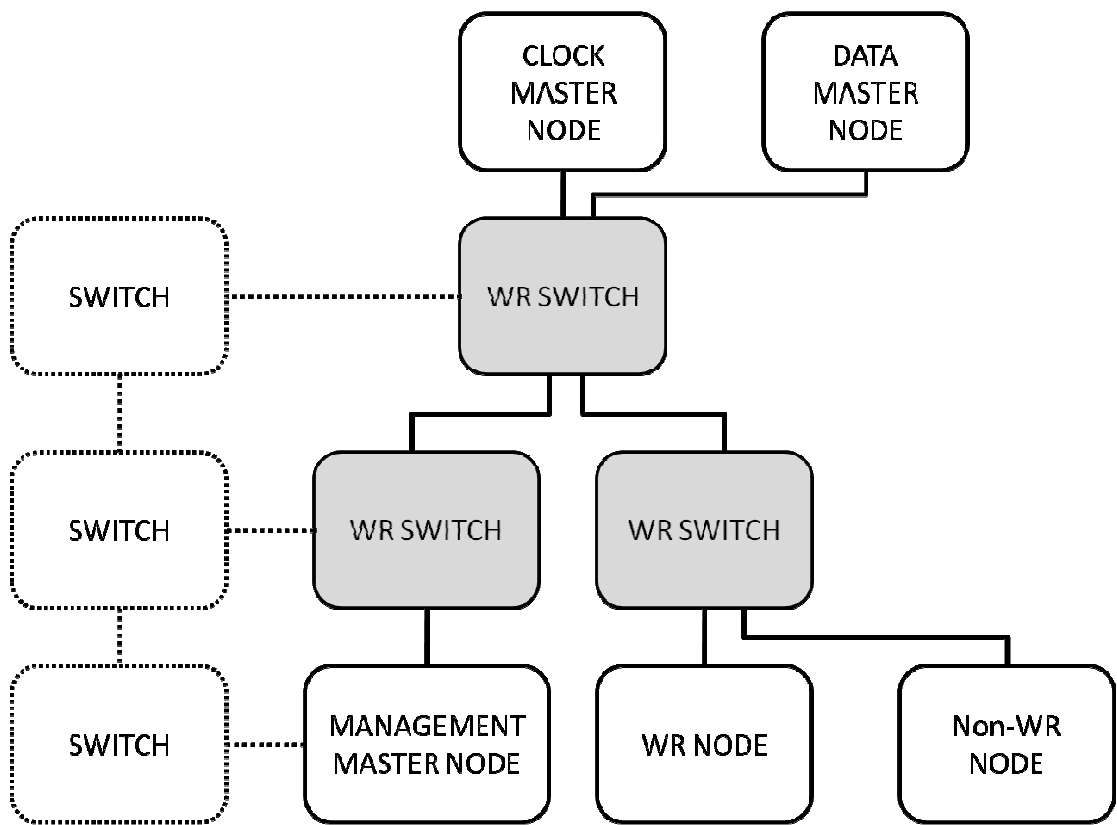 CLOCK
MASTER
NODE
DATA
MASTER
NODE
SWITCH
WR SWITCH
SWITCH
WR SWITCH
WR SWITCH
SWITCH
MANAGEMENT
MASTER NODE
WR NODE
Non-WR
NODE